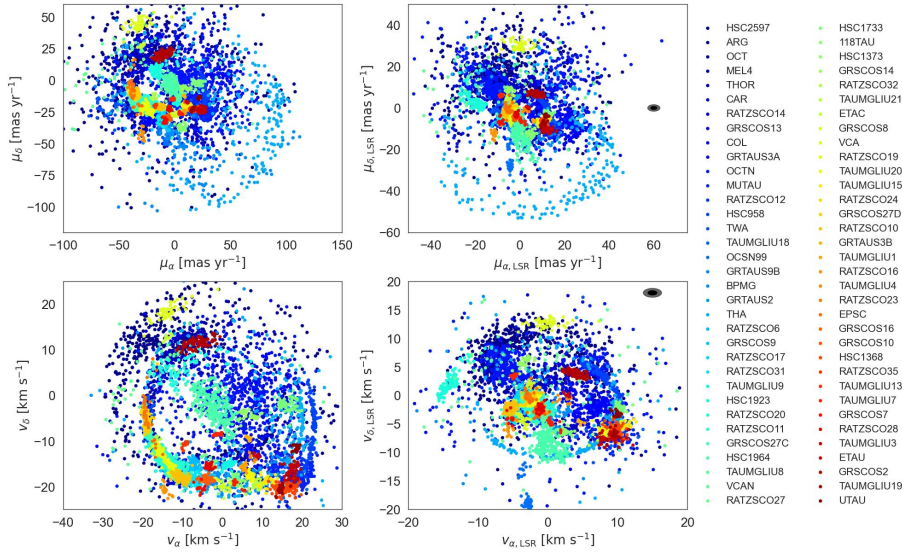 60
40
20
0
−25
−50
−75
−100
μδ [mas yr⁻¹]
−100 −50 0 50 100 150
μα [mas yr⁻¹]
40
20
0
−20
−40
−60
μδ, LSR [mas yr⁻¹]
−40 −20 0 20 40 60 80
μα, LSR [mas yr⁻¹]
20
10
0
−10
−20
vδ [km s⁻¹]
−40 −30 −20 −10 0 10 20 30
vα [km s⁻¹]
20
15
10
5
0
−5
−10
−15
−20
vδ, LSR [km s⁻¹]
−20 −10 0 10 20
vα, LSR [km s⁻¹]
HSC2597
ARG
OCT
MEL4
THOR
CAR
RATZSCO14
GRSCOS13
COL
GRTAUS3A
OCTN
MUTAU
RATZSCO12
HSC958
TWA
TAUMGLIU18
OCSN99
GRTAUS9B
BPMG
GRTAUS2
THA
RATZSCO6
GRSCOS9
RATZSCO17
RATZSCO31
TAUMGLIU9
HSC1923
RATZSCO20
RATZSCO11
GRSCOS27C
HSC1964
TAUMGLIU8
VCAN
RATZSCO27
HSC1733
118TAU
HSC1373
GRSCOS14
RATZSCO32
TAUMGLIU21
ETAC
GRSCOS8
VCA
RATZSCO19
TAUMGLIU20
TAUMGLIU15
RATZSCO24
GRSCOS27D
RATZSCO10
GRTAUS3B
TAUMGLIU1
RATZSCO16
TAUMGLIU4
RATZSCO23
EPSC
GRSCOS16
GRSCOS10
HSC1368
RATZSCO35
TAUMGLIU13
TAUMGLIU7
GRSCOS7
RATZSCO28
TAUMGLIU3
ETAU
GRSCOS2
TAUMGLIU19
UTAU